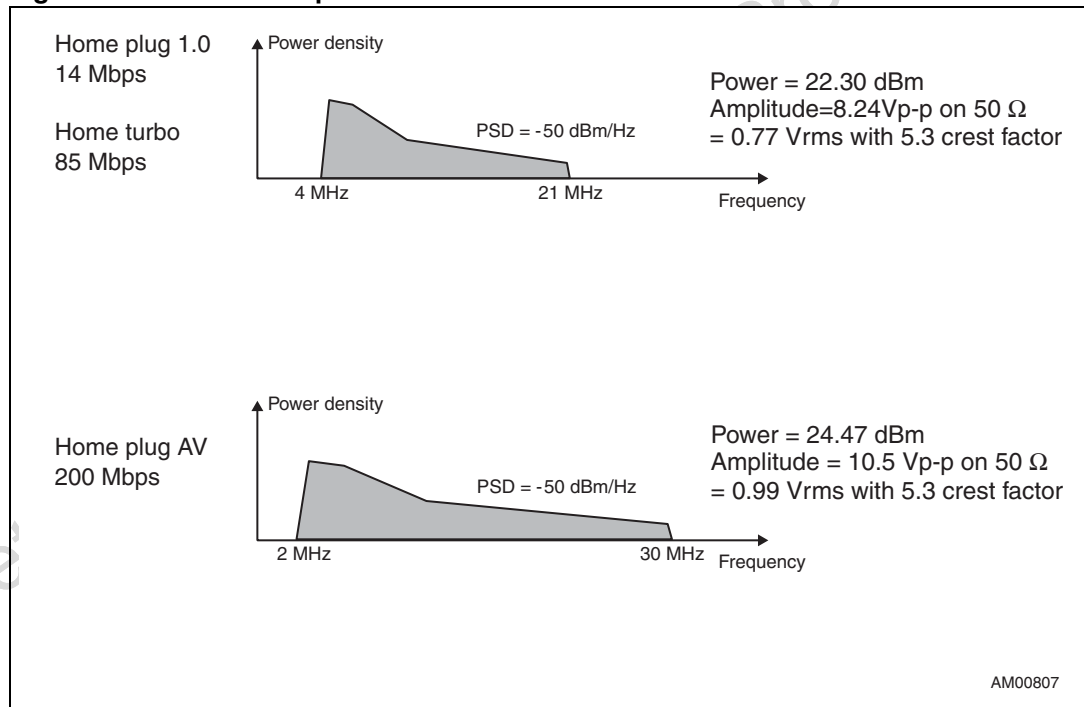 Home plug 1.0
14 Mbps
Home turbo
85 Mbps
Power density
PSD = -50 dBm/Hz
4 MHz
21 MHz
Frequency
Power = 22.30 dBm
Amplitude=8.24Vp-p on 50 Ω
= 0.77 Vrms with 5.3 crest factor
Home plug AV
200 Mbps
Power density
PSD = -50 dBm/Hz
2 MHz
30 MHz
Frequency
Power = 24.47 dBm
Amplitude = 10.5 Vp-p on 50 Ω
= 0.99 Vrms with 5.3 crest factor
AM00807